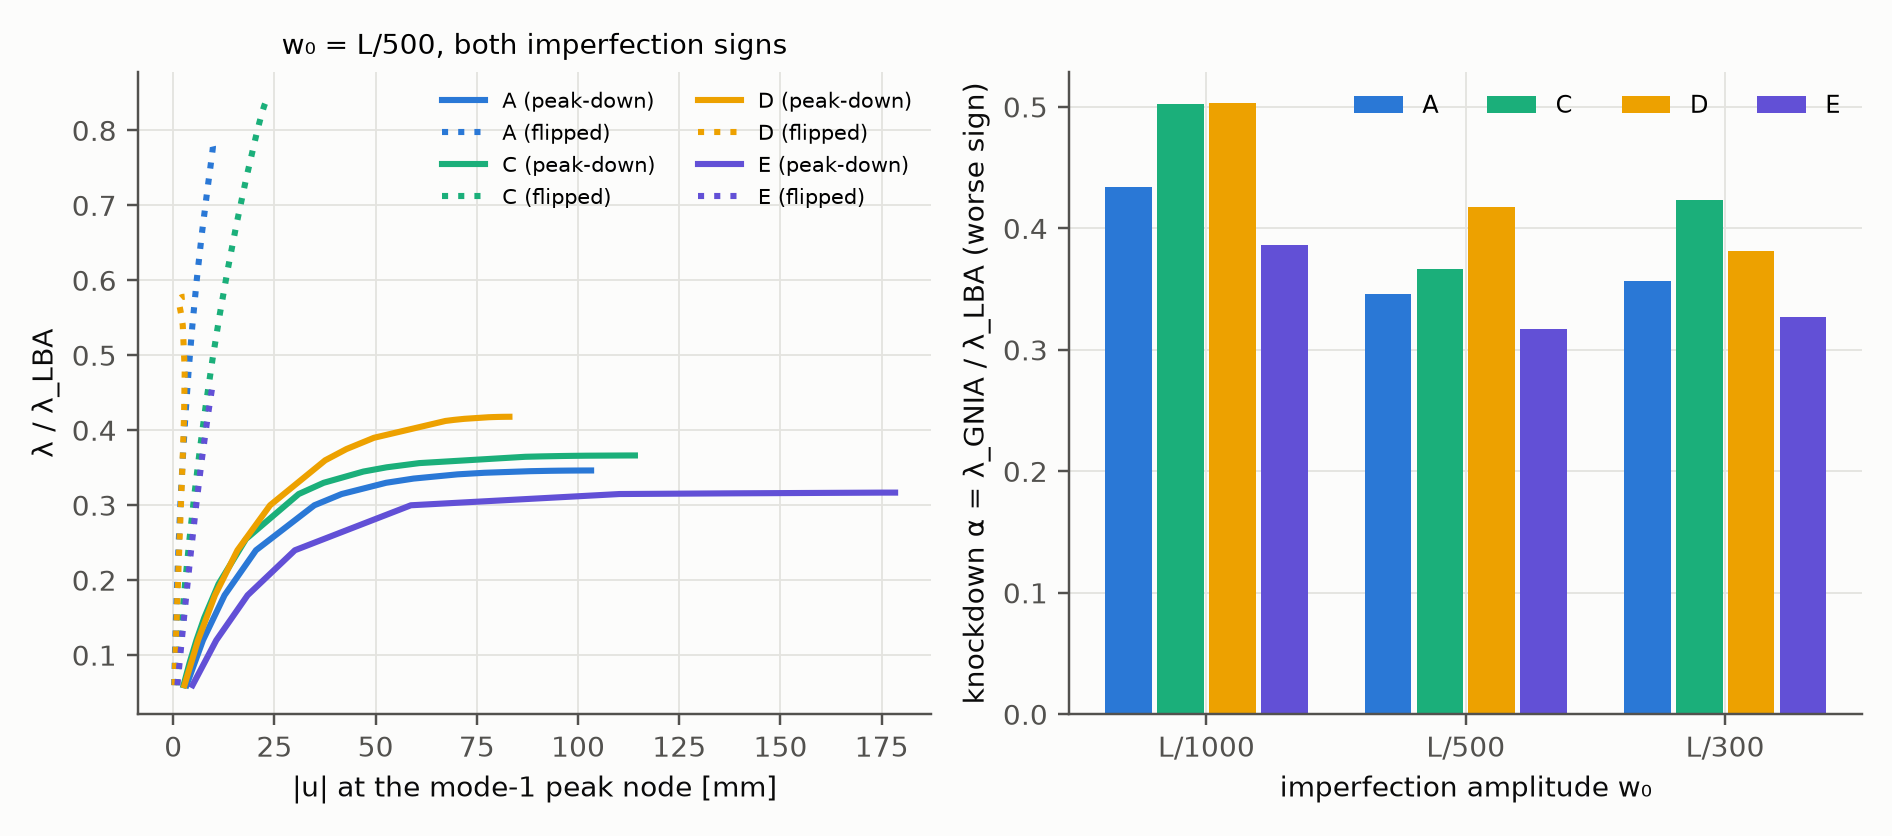 w₀ = L/500, both imperfection signs
A (peak-down)
A (flipped)
C (peak-down)
C (flipped)
D (peak-down)
D (flipped)
E (peak-down)
E (flipped)
λ / λ_LBA
0.8
0.7
0.6
0.5
0.4
0.3
0.2
0.1
0 25 50 75 100 125 150 175
|u| at the mode-1 peak node [mm]
A C D E
knockdown α = λ_GNIA / λ_LBA (worse sign)
0.5
0.4
0.3
0.2
0.1
0.0
L/1000 L/500 L/300
imperfection amplitude w₀